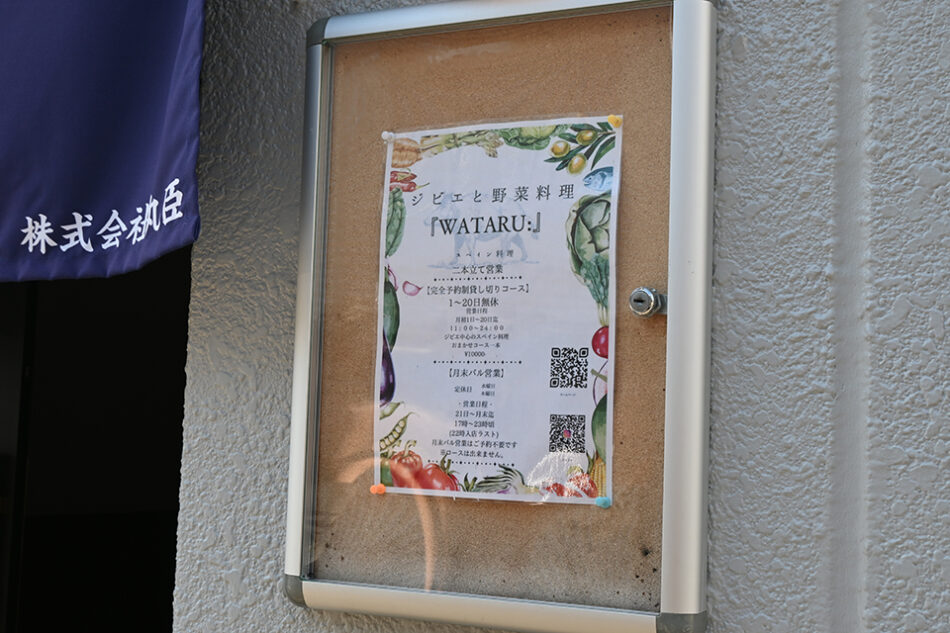 株式会社丸臣
ジビエと野菜料理
『WATARU:』
スペイン料理
二本立て営業
【完全予約制貸し切りコース】
1～20日無休
営業日程
月初1日～20日迄
11:00～24:00
ジビエ中心のスペイン料理
おまかせコース一本
¥10000-
【月末バル営業】
定休日 水曜日
木曜日
・営業日程・
21日～月末迄
17時～23時頃
(22時入店ラスト)
月末バル営業はご予約不要です
※コースは出来ません。